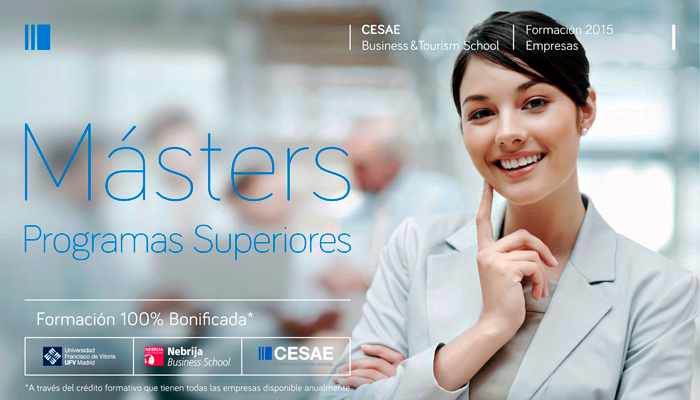 CESAE
Business & Tourism School
Formación 2015
Empresas
Másters
Programas Superiores
Formación 100% Bonificada*
Universidad
Francisco de Vitoria
UFV Madrid
NEBRIJA
Nebrija
Business School
CESAE
*A través del crédito formativo que tienen todas las empresas disponible anualmente